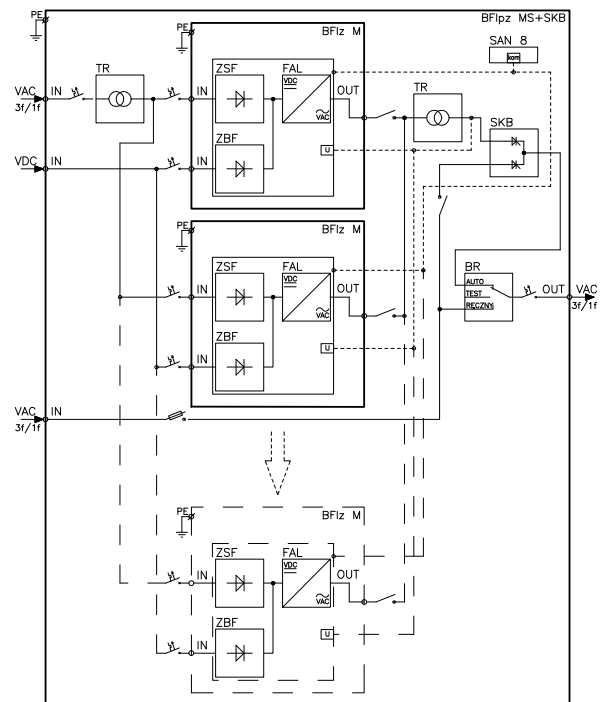 PE
BFIpz MS+SKB
PE
BFIz M
SAN 8
kom
TR
ZSF
FAL
VDC
VAC
TR
VAC
3f/1f
IN
IN
OUT
SKB
ZBF
U
VDC
IN
IN
PE
BFIz M
ZSF
FAL
VDC
VAC
BR
AUTO
TEST
RĘCZNY
IN
OUT
OUT
VAC
3f/1f
ZBF
U
IN
VAC
3f/1f
IN
PE
BFIz M
ZSF
FAL
VDC
VAC
IN
OUT
ZBF
U
IN